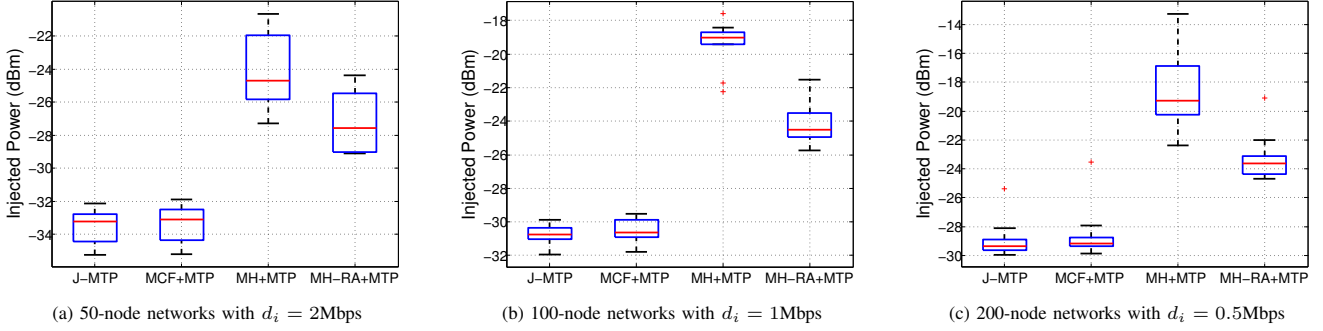 Injected Power (dBm)
−22
−24
−26
−28
−30
−32
−34
J−MTP MCF+MTP MH+MTP MH−RA+MTP
(a) 50-node networks with d_i = 2Mbps
Injected Power (dBm)
−18
−20
−22
−24
−26
−28
−30
−32
J−MTP MCF+MTP MH+MTP MH−RA+MTP
(b) 100-node networks with d_i = 1Mbps
Injected Power (dBm)
−14
−16
−18
−20
−22
−24
−26
−28
−30
J−MTP MCF+MTP MH+MTP MH−RA+MTP
(c) 200-node networks with d_i = 0.5Mbps